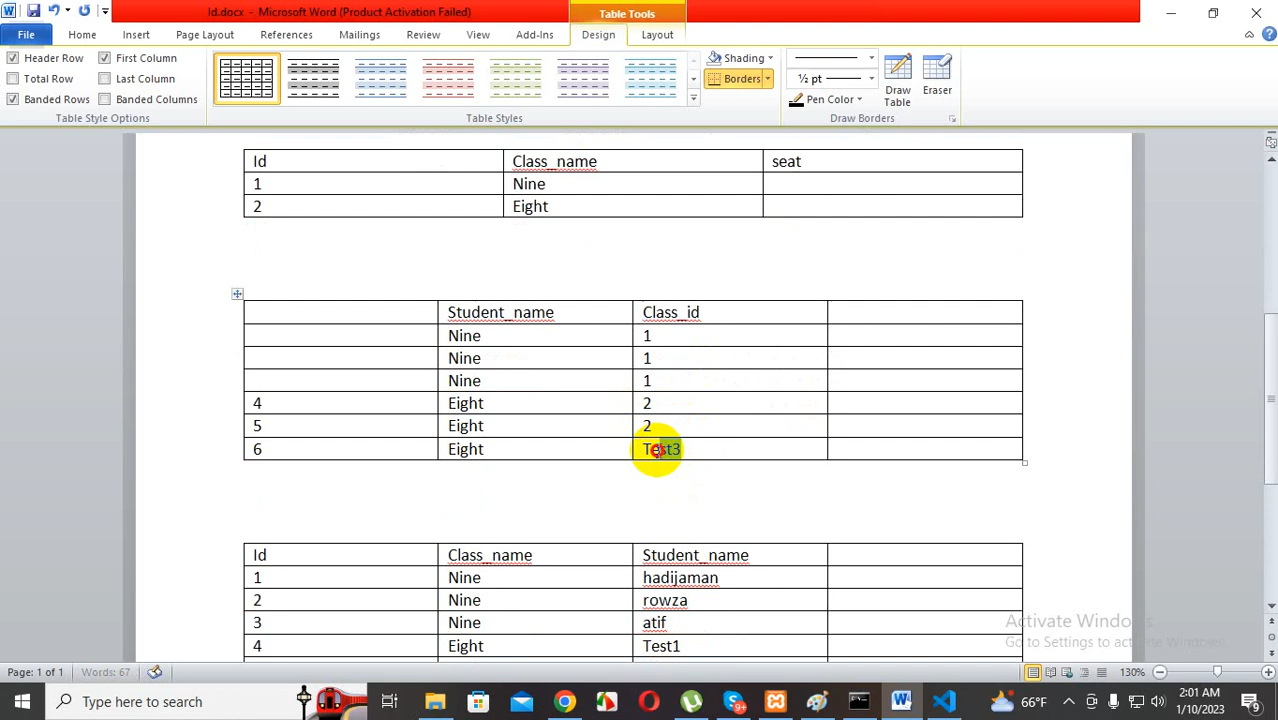 Id.docx - Microsoft Word (Product Activation Failed)
Table Tools
File Home Insert Page Layout References Mailings Review View Add-Ins Design Layout
Header Row First Column
Total Row Last Column
Banded Rows Banded Columns
Table Style Options
Table Styles
Shading
Borders
½ pt
Pen Color
Draw Table
Eraser
Draw Borders
Id Class_name seat
1 Nine
2 Eight
Student_name Class_id
Nine 1
Nine 1
Nine 1
4 Eight 2
5 Eight 2
6 Eight Test3
Id Class_name Student_name
1 Nine hadijaman
2 Nine rowza
3 Nine atif
4 Eight Test1
Activate Windows
Go to Settings to activate Windows.
Page: 1 of 1 Words: 67 130%
Type here to search
66°F
2:01 AM
1/10/2023